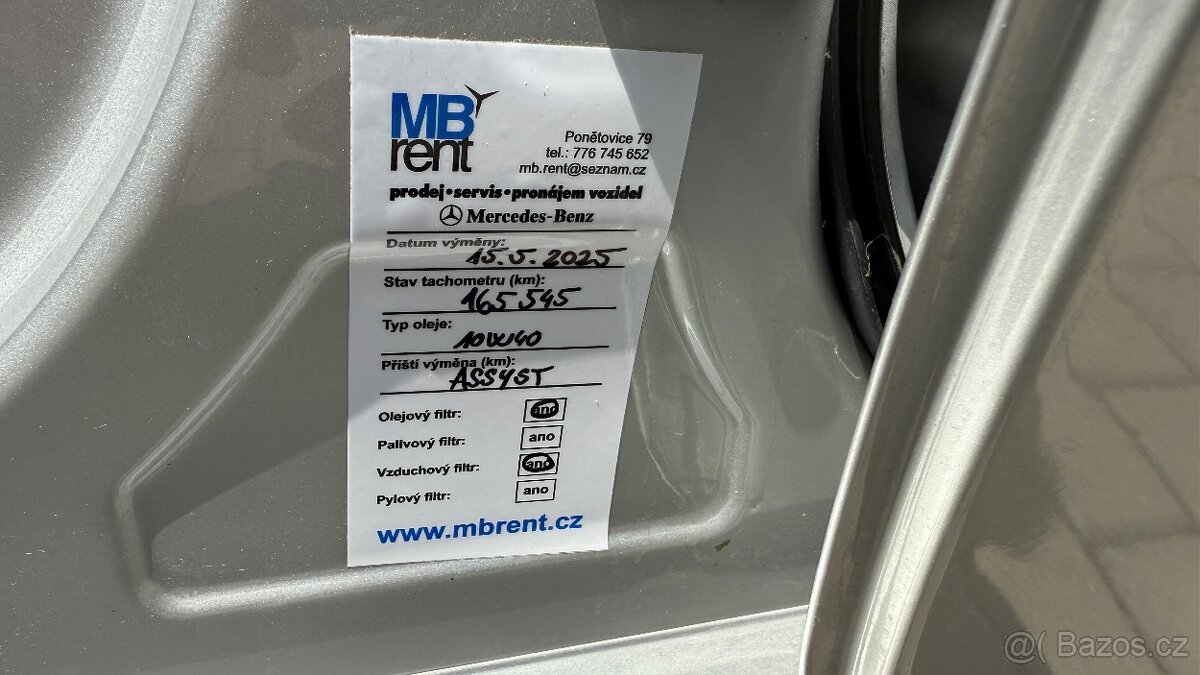 MB
rent
Ponětovice 79
tel.: 776 745 652
mb.rent@seznam.cz
prodej•servis•pronájem vozidel
Mercedes-Benz
Datum výměny:
15.5.2025
Stav tachometru (km):
165 545
Typ oleje:
10W40
Příští výměna (km):
ASSYST
Olejový filtr: ano
Palivový filtr: ano
Vzduchový filtr: ano
Pylový filtr: ano
www.mbrent.cz
@( Bazos.cz